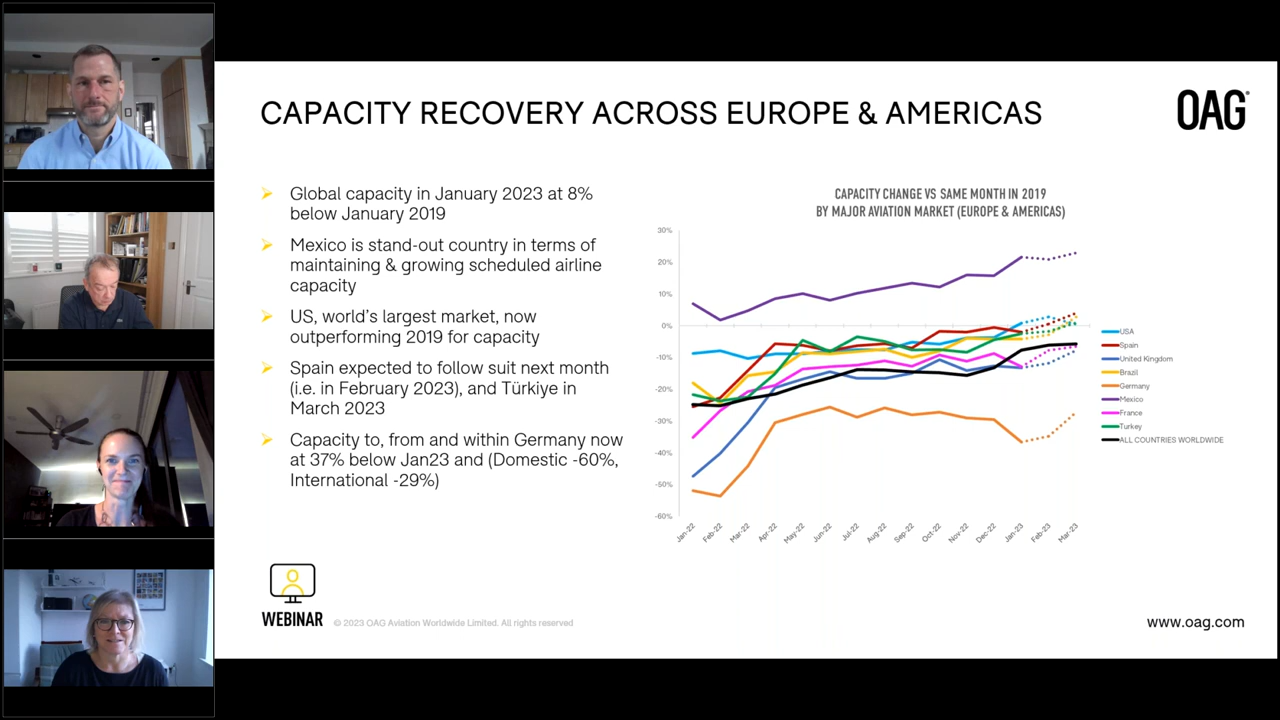 CAPACITY RECOVERY ACROSS EUROPE & AMERICAS
OAG
Global capacity in January 2023 at 8%
below January 2019
Mexico is stand-out country in terms of
maintaining & growing scheduled airline
capacity
US, world's largest market, now
outperforming 2019 for capacity
Spain expected to follow suit next month
(i.e. in February 2023), and Türkiye in
March 2023
Capacity to, from and within Germany now
at 37% below Jan23 and (Domestic -60%,
International -29%)
CAPACITY CHANGE VS SAME MONTH IN 2019
BY MAJOR AVIATION MARKET (EUROPE & AMERICAS)
30%
20%
10%
0%
-10%
-20%
-30%
-40%
-50%
-60%
Jan-22
Feb-22
Mar-22
Apr-22
May-22
Jun-22
Jul-22
Aug-22
Sep-22
Oct-22
Nov-22
Dec-22
Jan-23
Feb-23
Mar-23
USA
Spain
United Kingdom
Brazil
Germany
Mexico
France
Turkey
ALL COUNTRIES WORLDWIDE
WEBINAR
© 2023 OAG Aviation Worldwide Limited. All rights reserved
www.oag.com